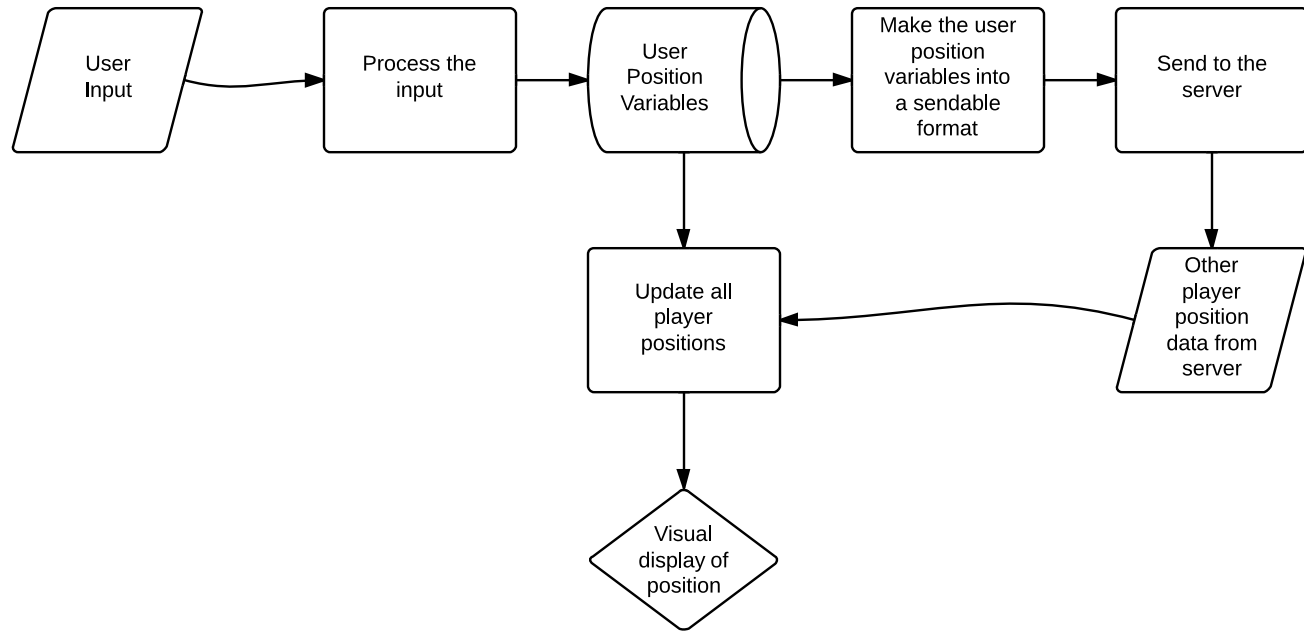 User
Input
Process the
input
User
Position
Variables
Make the user
position
variables into
a sendable
format
Send to the
server
Update all
player
positions
Other
player
position
data from
server
Visual
display of
position